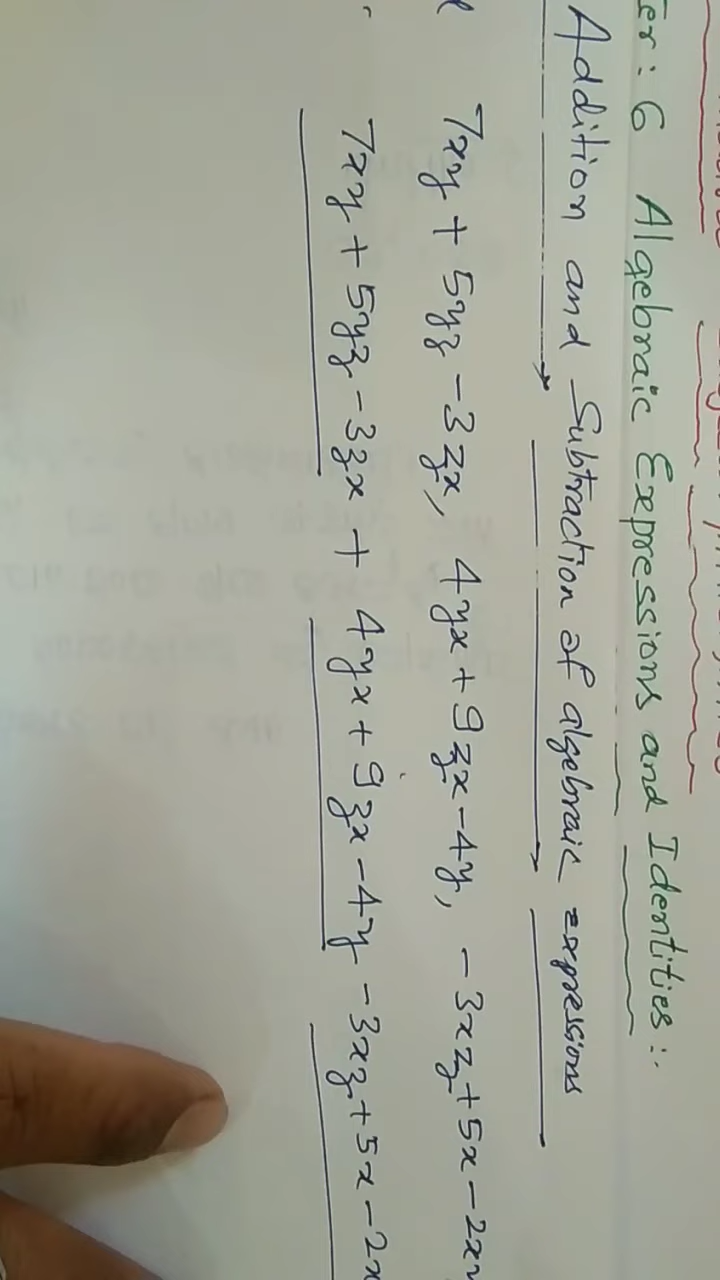 ter: 6 Algebraic Expressions and Identities :-
Addition and Subtraction of algebraic expressions
7xy + 5yz - 3zx, 4yx + 9zx - 4y, - 3xz + 5x - 2x
7xy + 5yz - 3zx + 4yx + 9zx - 4y - 3xz + 5x - 2x